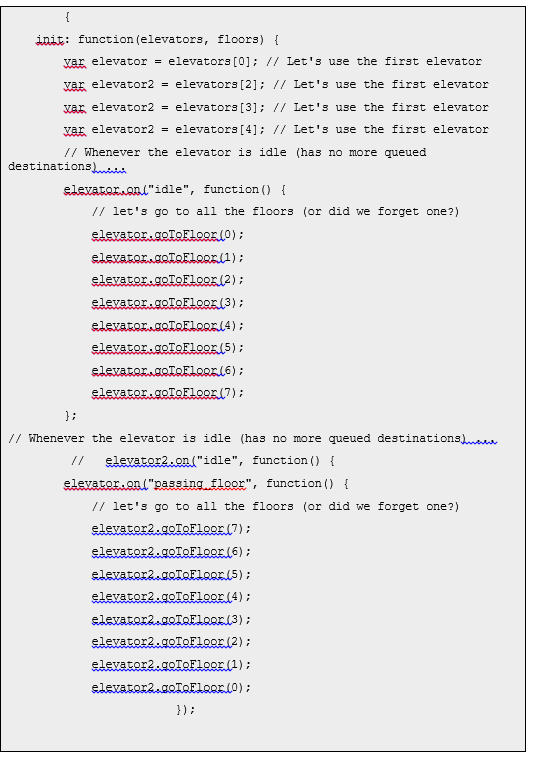 {
init: function(elevators, floors) {
var elevator = elevators[0]; // Let's use the first elevator
var elevator2 = elevators[2]; // Let's use the first elevator
var elevator2 = elevators[3]; // Let's use the first elevator
var elevator2 = elevators[4]; // Let's use the first elevator
// Whenever the elevator is idle (has no more queued
destinations) ...
elevator.on("idle", function() {
// let's go to all the floors (or did we forget one?)
elevator.goToFloor(0);
elevator.goToFloor(1);
elevator.goToFloor(2);
elevator.goToFloor(3);
elevator.goToFloor(4);
elevator.goToFloor(5);
elevator.goToFloor(6);
elevator.goToFloor(7);
};
// Whenever the elevator is idle (has no more queued destinations) ...
// elevator2.on("idle", function() {
elevator.on("passing_floor", function() {
// let's go to all the floors (or did we forget one?)
elevator2.goToFloor(7);
elevator2.goToFloor(6);
elevator2.goToFloor(5);
elevator2.goToFloor(4);
elevator2.goToFloor(3);
elevator2.goToFloor(2);
elevator2.goToFloor(1);
elevator2.goToFloor(0);
});